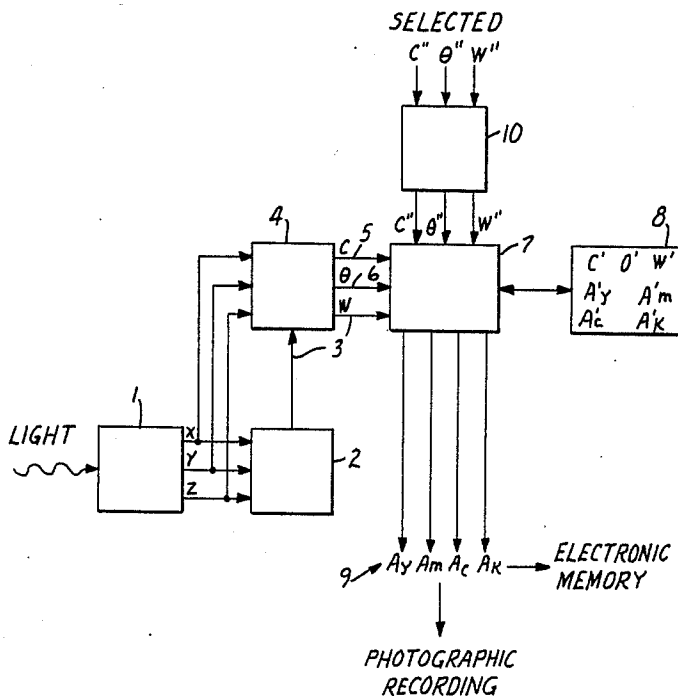 SELECTED
C" θ" W"
10
C" θ" W"
4
C 5
7
8
θ 6
C' O' W'
W
A'y A'm
A'c A'k
3
1
LIGHT
X
Y
2
Z
9 Ay Am Ac Ak
ELECTRONIC
MEMORY
PHOTOGRAPHIC
RECORDING